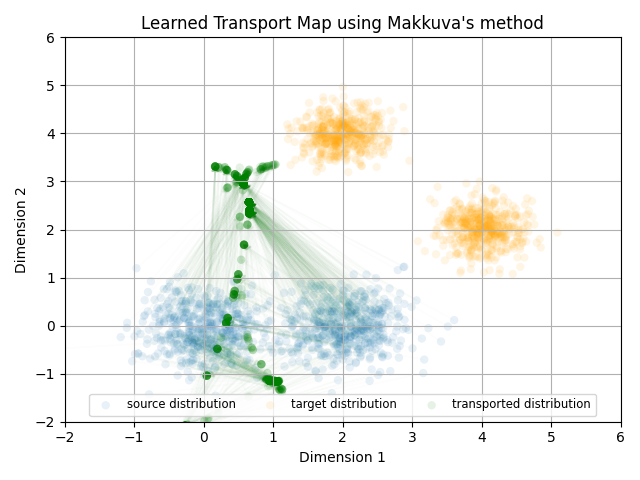 Learned Transport Map using Makkuva's method
6
5
4
3
2
1
0
−1
−2
Dimension 2
source distribution target distribution transported distribution
−2 −1 0 1 2 3 4 5 6
Dimension 1